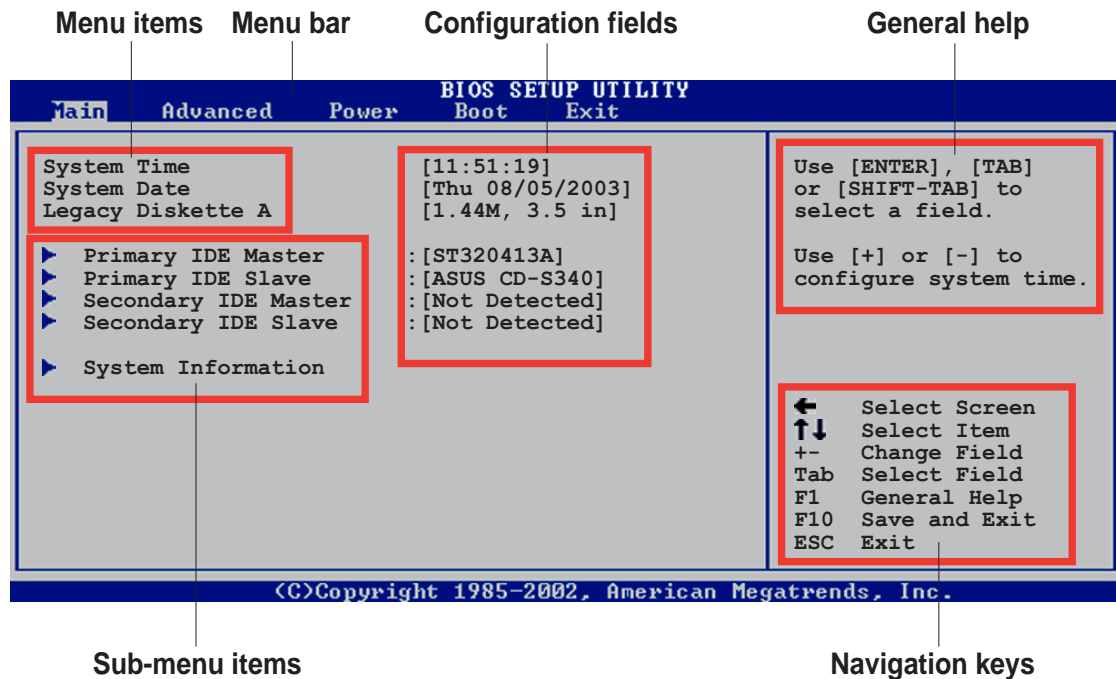 Menu items Menu bar Configuration fields General help
BIOS SETUP UTILITY
Main Advanced Power Boot Exit
System Time [11:51:19]
System Date [Thu 08/05/2003]
Legacy Diskette A [1.44M, 3.5 in]
Primary IDE Master :[ST320413A]
Primary IDE Slave :[ASUS CD-S340]
Secondary IDE Master :[Not Detected]
Secondary IDE Slave :[Not Detected]
System Information
Use [ENTER], [TAB]
or [SHIFT-TAB] to
select a field.
Use [+] or [-] to
configure system time.
← Select Screen
↑↓ Select Item
+- Change Field
Tab Select Field
F1 General Help
F10 Save and Exit
ESC Exit
(C)Copyright 1985-2002, American Megatrends, Inc.
Sub-menu items Navigation keys